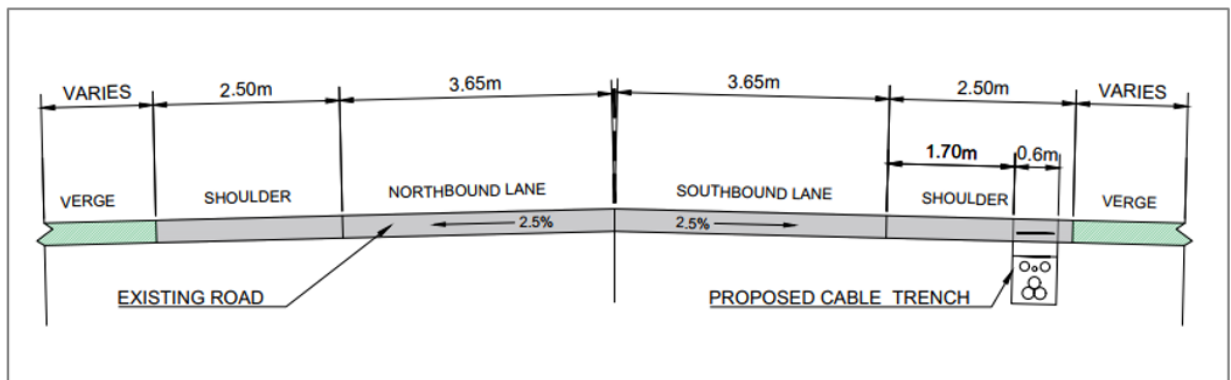 VARIES
2.50m
3.65m
3.65m
2.50m
VARIES
1.70m
0.6m
VERGE
SHOULDER
NORTHBOUND LANE
SOUTHBOUND LANE
SHOULDER
VERGE
2.5%
2.5%
EXISTING ROAD
PROPOSED CABLE TRENCH